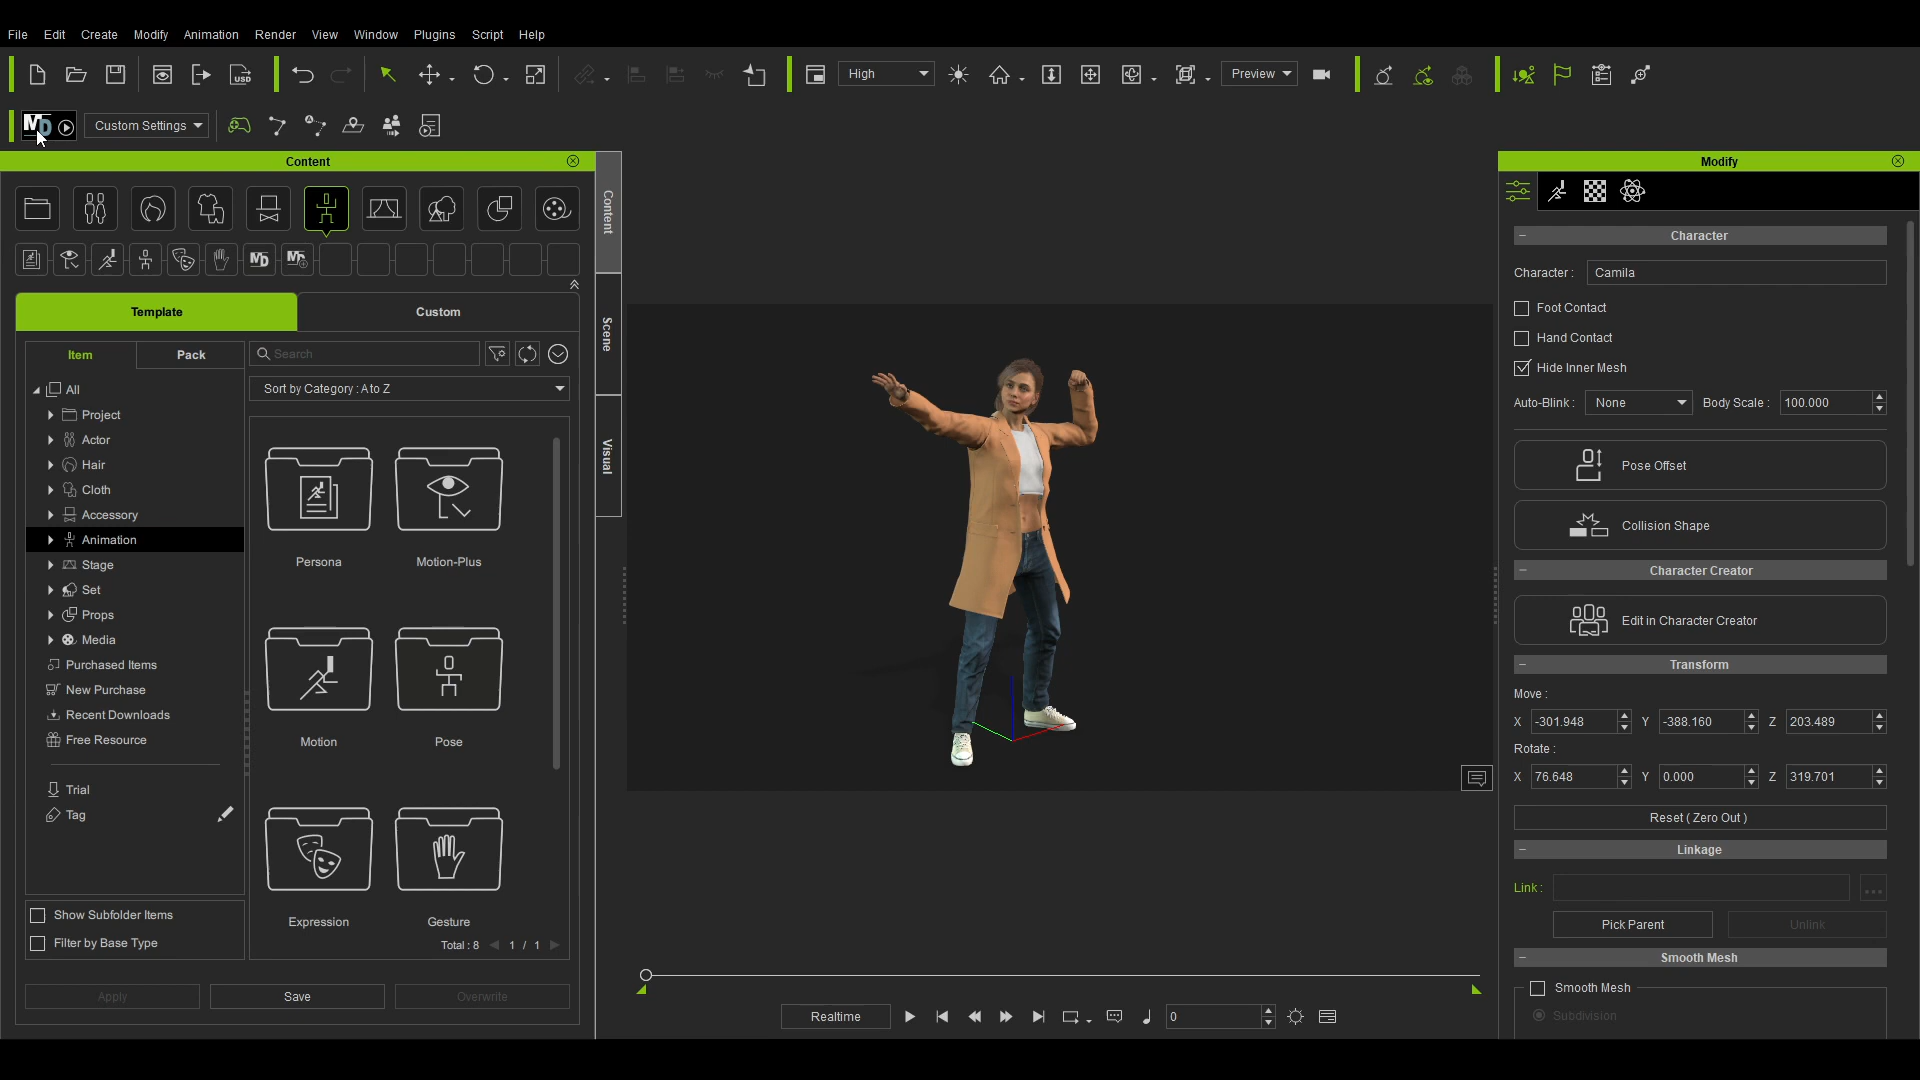 File Edit Create Modify Animation Render View Window Plugins Script Help
USD High Preview
MD Custom Settings
Content
MD MD
Template Custom
Item Pack
Search
Sort by Category : A to Z
All
Project
Actor
Hair
Cloth
Accessory
Animation
Stage
Set
Props
Media
Purchased Items
New Purchase
Recent Downloads
Free Resource
Trial
Tag
Show Subfolder Items
Filter by Base Type
Persona Motion-Plus
Motion Pose
Expression Gesture
Total : 8 1 / 1
Apply Save Overwrite
Content
Scene
Visual
Realtime 0
Modify
Character
Character : Camila
Foot Contact
Hand Contact
Hide Inner Mesh
Auto-Blink : None Body Scale : 100.000
Pose Offset
Collision Shape
Character Creator
Edit in Character Creator
Transform
Move :
X -301.948 Y -388.160 Z 203.489
Rotate :
X 76.648 Y 0.000 Z 319.701
Reset ( Zero Out )
Linkage
Link : ...
Pick Parent Unlink
Smooth Mesh
Smooth Mesh
Subdivision